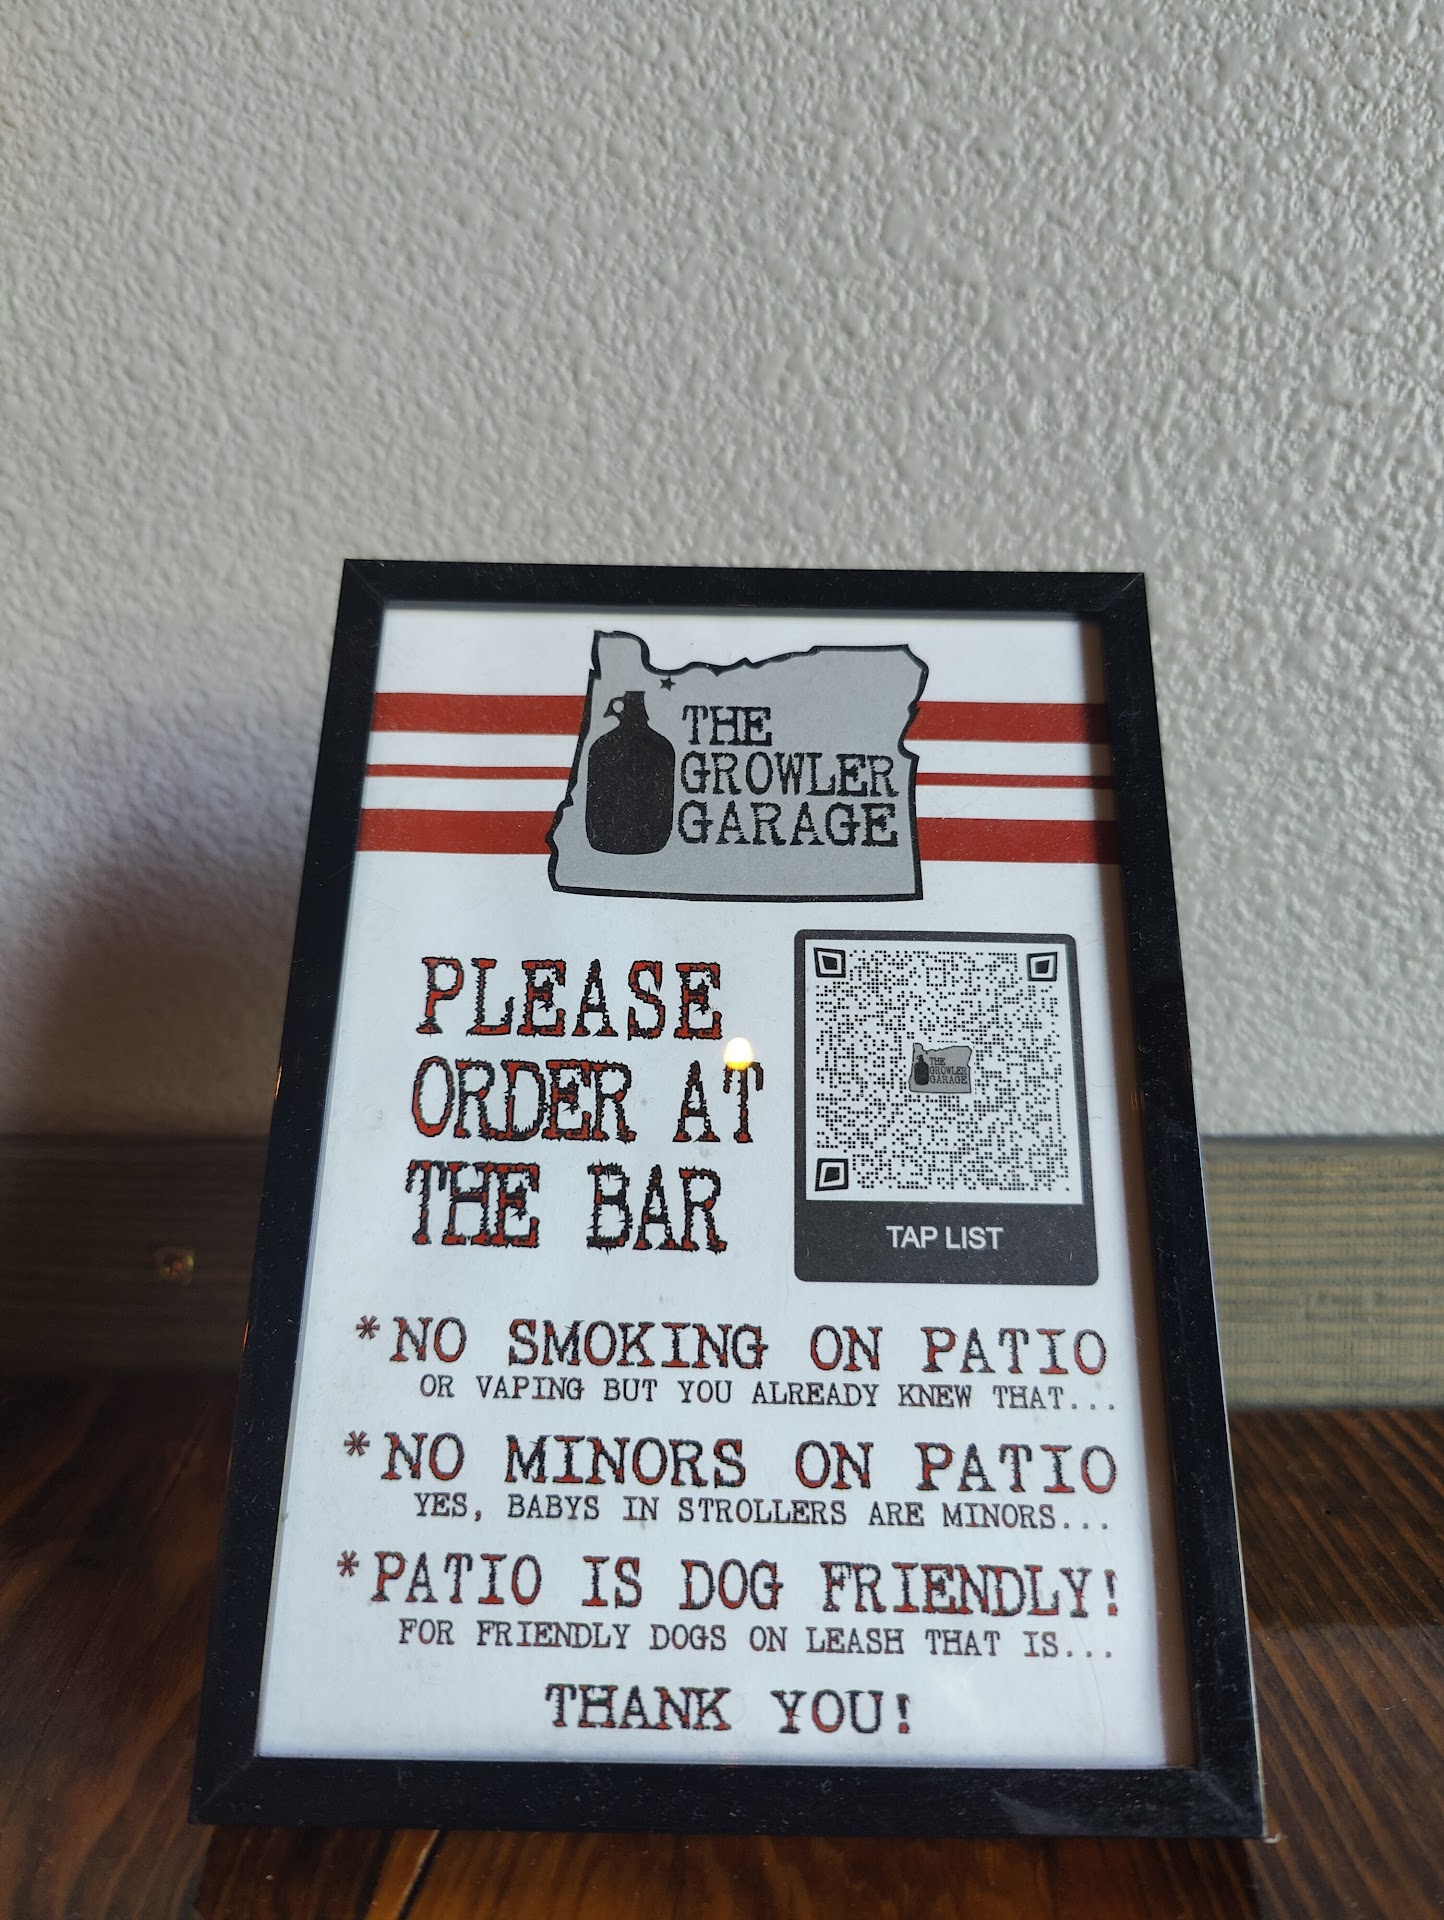 THE
GROWLER
GARAGE
PLEASE
ORDER AT
THE BAR
THE
GROWLER
GARAGE
TAP LIST
*NO SMOKING ON PATIO
OR VAPING BUT YOU ALREADY KNEW THAT...
*NO MINORS ON PATIO
YES, BABYS IN STROLLERS ARE MINORS...
*PATIO IS DOG FRIENDLY!
FOR FRIENDLY DOGS ON LEASH THAT IS...
THANK YOU!